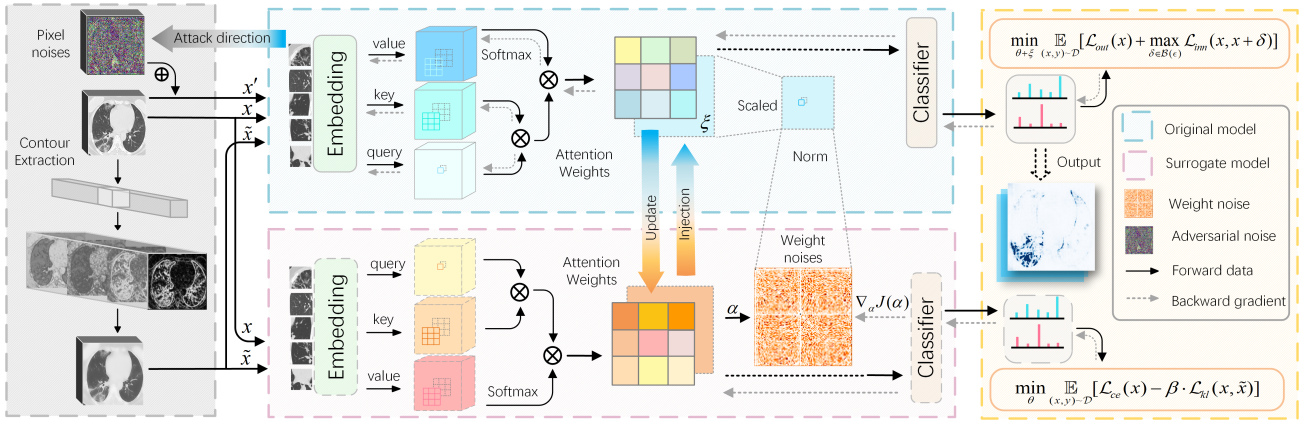 Pixel
noises
Attack direction
⊕
x′
x
x̃
Contour
Extraction
x
x̃
Embedding
value
key
query
Softmax
⊗
⊗
Attention
Weights
ξ
Scaled
Norm
Classifier
Update
Injection
Embedding
query
key
value
Softmax
⊗
⊗
Attention
Weights
α
Weight
noises
∇αJ(α)
Classifier
min θ+ξ 𝔼 (x,y)~D [ℒout(x) + max δ∈ℬ(ϵ) ℒinn(x, x+δ)]
Output
Original model
Surrogate model
Weight noise
Adversarial noise
Forward data
Backward gradient
min θ 𝔼 (x,y)~D [ℒce(x) − β·ℒkl(x, x̃)]